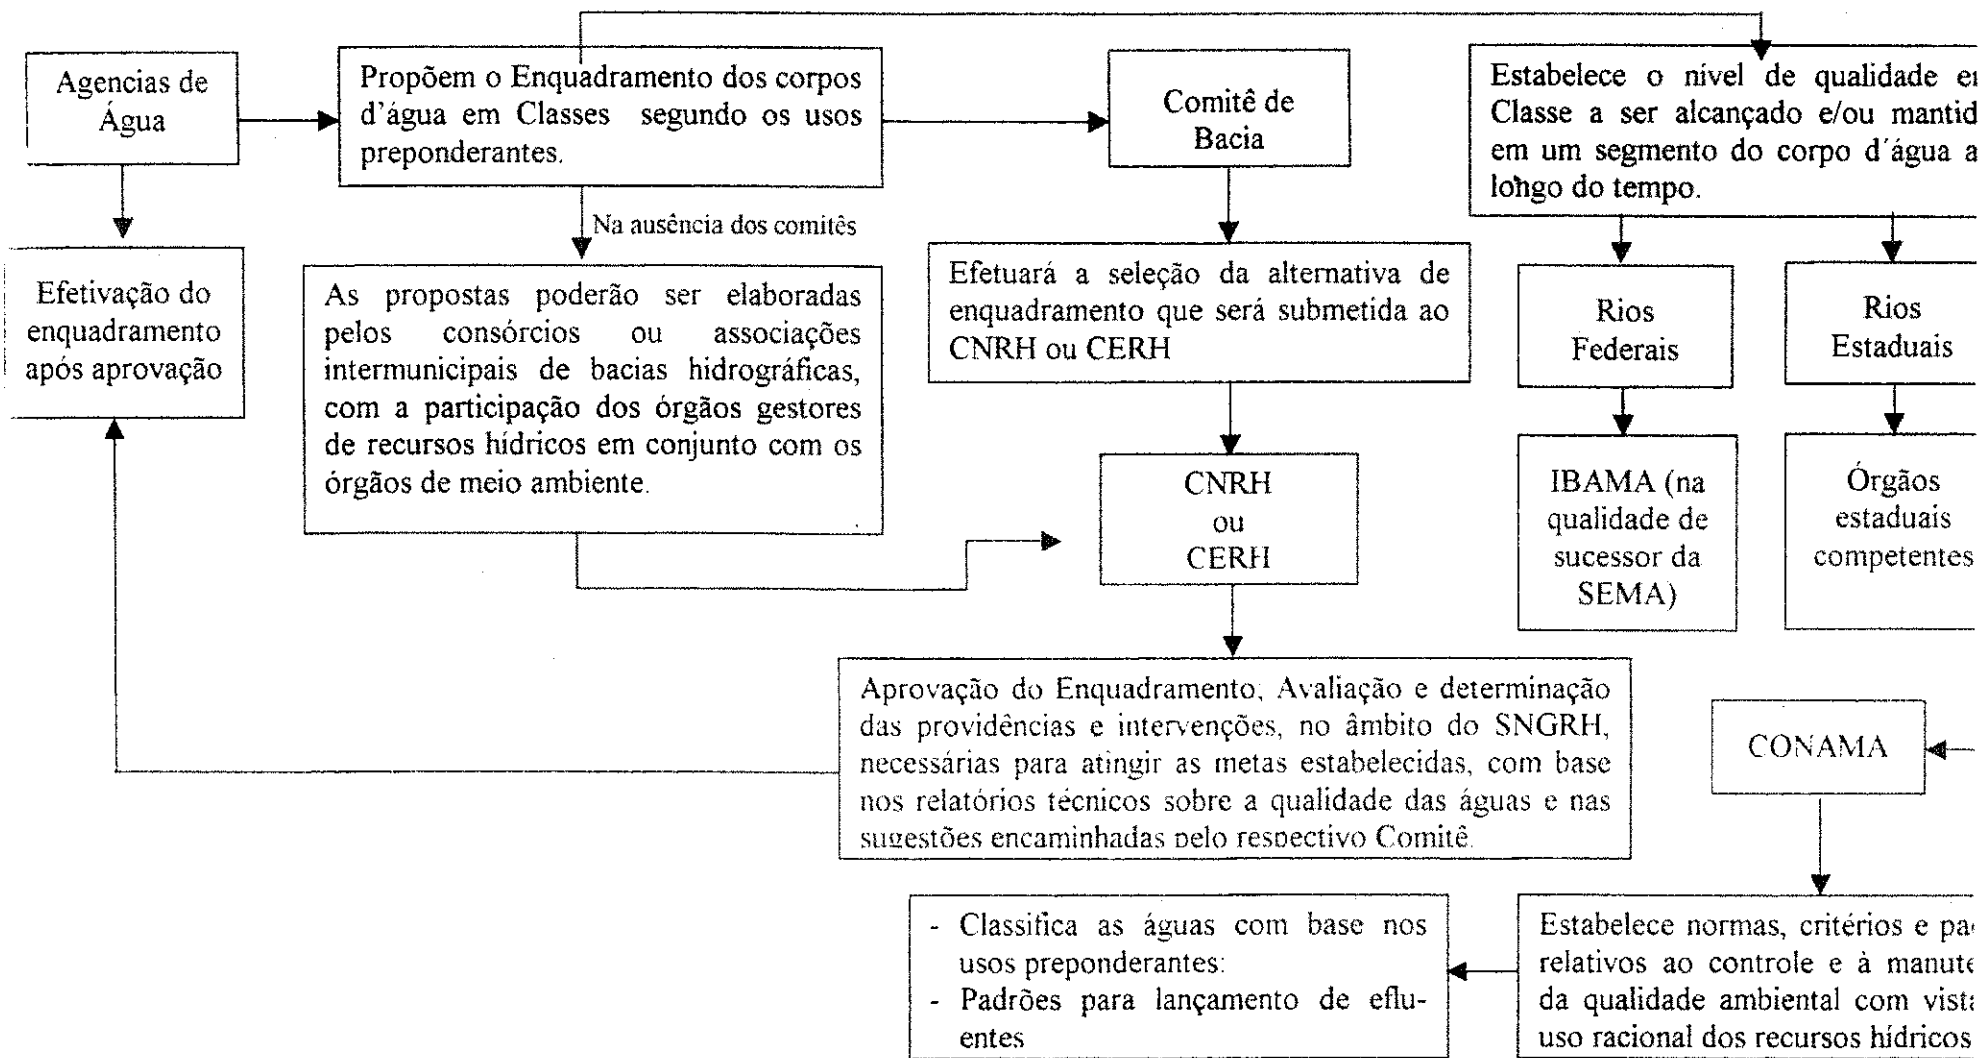 Agencias de
Água
Propõem o Enquadramento dos corpos
d'água em Classes segundo os usos
preponderantes.
Comitê de
Bacia
Estabelece o nível de qualidade
Classe a ser alcançado e/ou
em um segmento do corpo d´água
longo do tempo.
Na ausência dos comitês
Efetivação do
enquadramento
após aprovação
As propostas poderão ser elaboradas
pelos consórcios ou associações
intermunicipais de bacias hidrográficas,
com a participação dos órgãos gestores
de recursos hídricos em conjunto com os
órgãos de meio ambiente.
Efetuará a seleção da alternativa de
enquadramento que será submetida ao
CNRH ou CERH
Rios
Federais
Rios
Estaduais
CNRH
ou
CERH
IBAMA (na
qualidade de
sucessor da
SEMA)
Órgãos
estaduais
competentes
Aprovação do Enquadramento, Avaliação e determinação
das providências e intervenções, no âmbito do SNGRH,
necessárias para atingir as metas estabelecidas, com base
nos relatórios técnicos sobre a qualidade das águas e nas
sugestões encaminhadas pelo respectivo Comitê.
CONAMA
- Classifica as águas com base nos
usos preponderantes:
- Padrões para lançamento de eflu-
entes
Estabelece normas, critérios e
relativos ao controle e à
da qualidade ambiental com
uso racional dos recursos hídricos